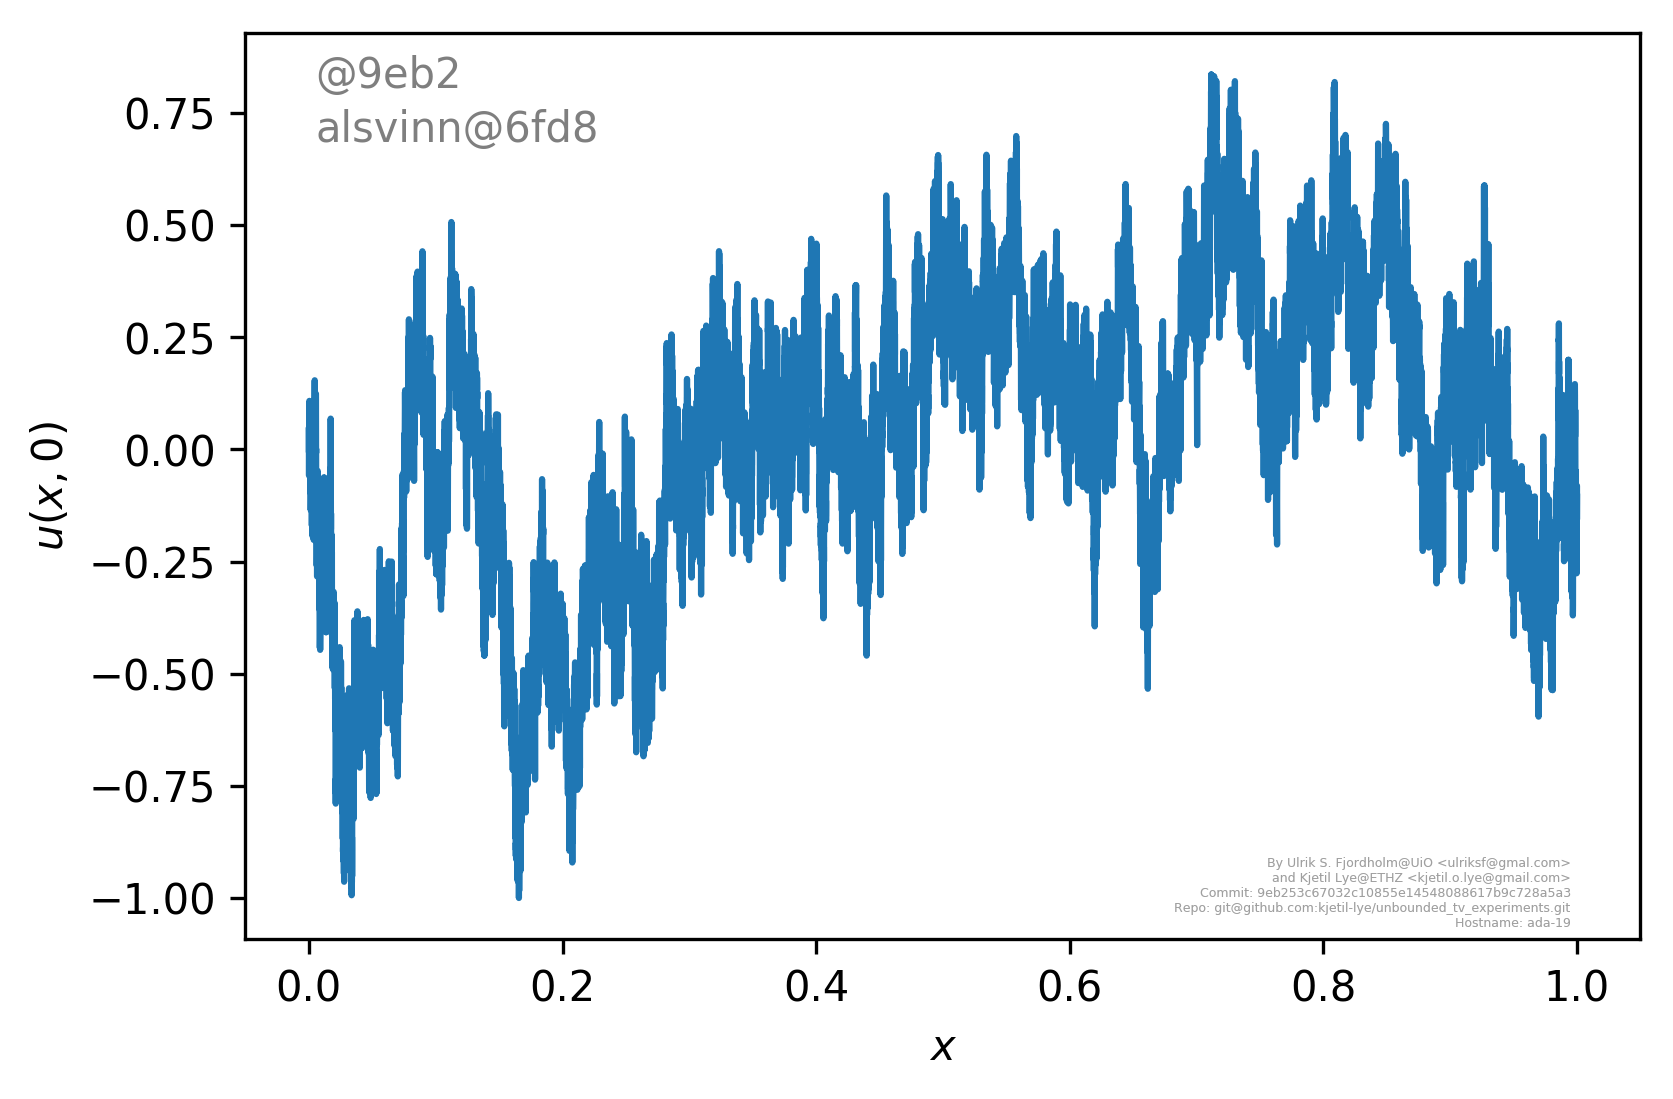 @9eb2
alsvinn@6fd8
0.75
0.50
0.25
0.00
−0.25
−0.50
−0.75
−1.00
u(x, 0)
By Ulrik S. Fjordholm@UiO <ulriksf@gmal.com>
and Kjetil Lye@ETHZ <kjetil.o.lye@gmail.com>
Commit: 9eb253c67032c10855e14548088617b9c728a5a3
Repo: git@github.com:kjetil-lye/unbounded_tv_experiments.git
Hostname: ada-19
0.0 0.2 0.4 0.6 0.8 1.0
x